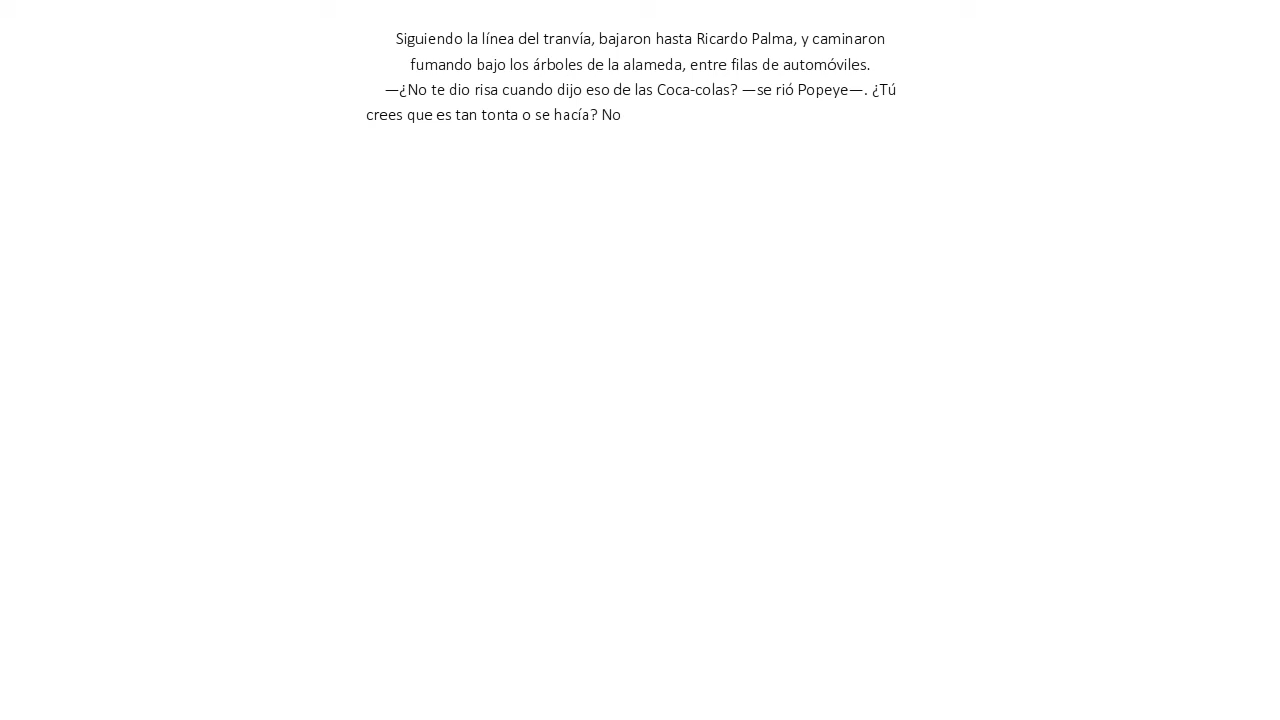 Siguiendo la línea del tranvía, bajaron hasta Ricardo Palma, y caminaron
fumando bajo los árboles de la alameda, entre filas de automóviles.
—¿No te dio risa cuando dijo eso de las Coca-colas? —se rió Popeye—. ¿Tú
crees que es tan tonta o se hacía? No